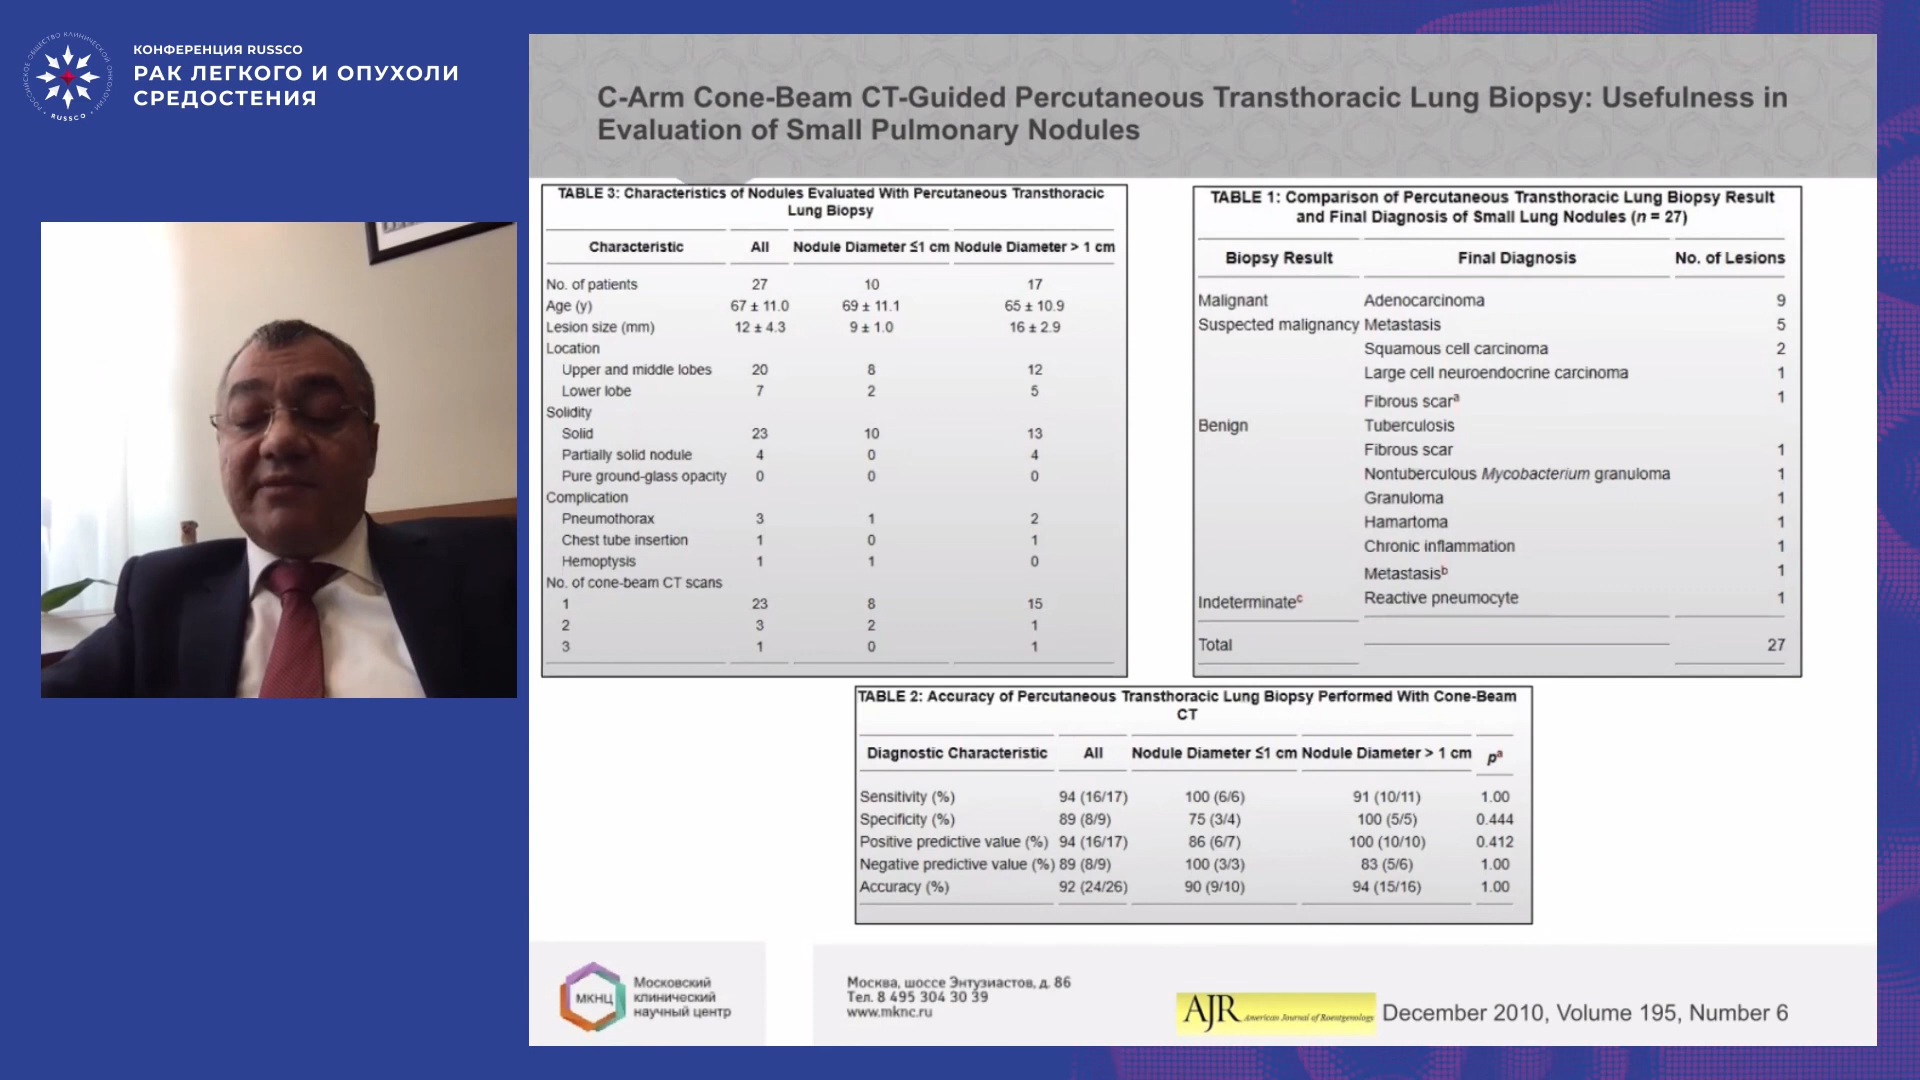 КОНФЕРЕНЦИЯ RUSSCO
РАК ЛЕГКОГО И ОПУХОЛИ
СРЕДОСТЕНИЯ
РОССИЙСКОЕ ОБЩЕСТВО КЛИНИЧЕСКОЙ ОНКОЛОГИИ
RUSSCO
C-Arm Cone-Beam CT-Guided Percutaneous Transthoracic Lung Biopsy: Usefulness in
Evaluation of Small Pulmonary Nodules
TABLE 3: Characteristics of Nodules Evaluated With Percutaneous Transthoracic
Lung Biopsy
Characteristic All Nodule Diameter ≤1 cm Nodule Diameter > 1 cm
No. of patients 27 10 17
Age (y) 67 ± 11.0 69 ± 11.1 65 ± 10.9
Lesion size (mm) 12 ± 4.3 9 ± 1.0 16 ± 2.9
Location
Upper and middle lobes 20 8 12
Lower lobe 7 2 5
Solidity
Solid 23 10 13
Partially solid nodule 4 0 4
Pure ground-glass opacity 0 0 0
Complication
Pneumothorax 3 1 2
Chest tube insertion 1 0 1
Hemoptysis 1 1 0
No. of cone-beam CT scans
1 23 8 15
2 3 2 1
3 1 0 1
TABLE 1: Comparison of Percutaneous Transthoracic Lung Biopsy Result
and Final Diagnosis of Small Lung Nodules (n = 27)
Biopsy Result Final Diagnosis No. of Lesions
Malignant Adenocarcinoma 9
Suspected malignancy Metastasis 5
Squamous cell carcinoma 2
Large cell neuroendocrine carcinoma 1
Fibrous scarᵃ 1
Benign Tuberculosis
Fibrous scar 1
Nontuberculous Mycobacterium granuloma 1
Granuloma 1
Hamartoma 1
Chronic inflammation 1
Metastasisᵇ 1
Indeterminateᶜ Reactive pneumocyte 1
Total 27
TABLE 2: Accuracy of Percutaneous Transthoracic Lung Biopsy Performed With Cone-Beam
CT
Diagnostic Characteristic All Nodule Diameter ≤1 cm Nodule Diameter > 1 cm pᵃ
Sensitivity (%) 94 (16/17) 100 (6/6) 91 (10/11) 1.00
Specificity (%) 89 (8/9) 75 (3/4) 100 (5/5) 0.444
Positive predictive value (%) 94 (16/17) 86 (6/7) 100 (10/10) 0.412
Negative predictive value (%) 89 (8/9) 100 (3/3) 83 (5/6) 1.00
Accuracy (%) 92 (24/26) 90 (9/10) 94 (15/16) 1.00
МКНЦ
Московский
клинический
научный центр
Москва, шоссе Энтузиастов, д. 86
Тел. 8 495 304 30 39
www.mknc.ru
AJR American Journal of Roentgenology
December 2010, Volume 195, Number 6